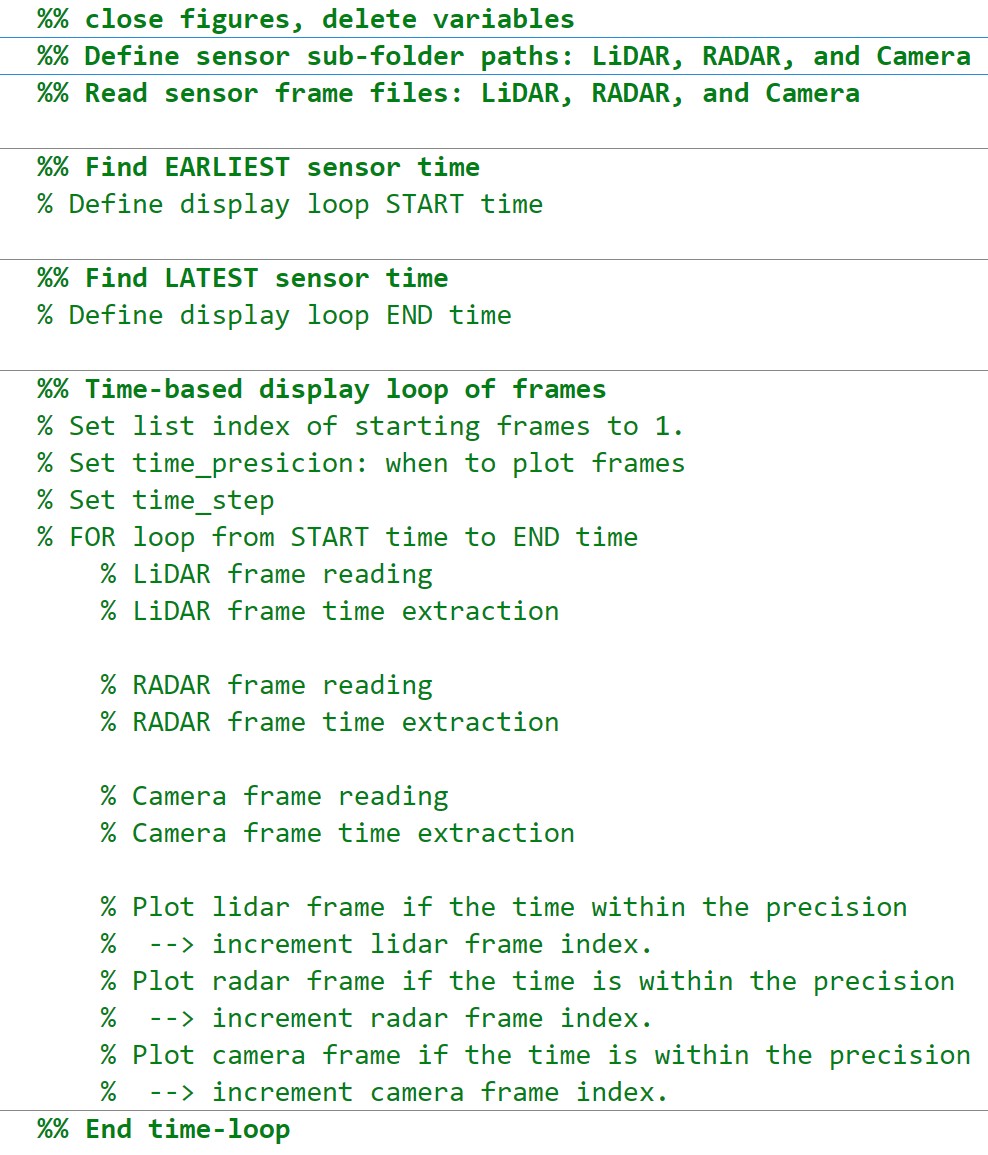 %% close figures, delete variables
%% Define sensor sub-folder paths: LiDAR, RADAR, and Camera
%% Read sensor frame files: LiDAR, RADAR, and Camera
%% Find EARLIEST sensor time
% Define display loop START time
%% Find LATEST sensor time
% Define display loop END time
%% Time-based display loop of frames
% Set list index of starting frames to 1.
% Set time_presicion: when to plot frames
% Set time_step
% FOR loop from START time to END time
% LiDAR frame reading
% LiDAR frame time extraction
% RADAR frame reading
% RADAR frame time extraction
% Camera frame reading
% Camera frame time extraction
% Plot lidar frame if the time within the precision
%  --> increment lidar frame index.
% Plot radar frame if the time is within the precision
%  --> increment radar frame index.
% Plot camera frame if the time is within the precision
%  --> increment camera frame index.
%% End time-loop